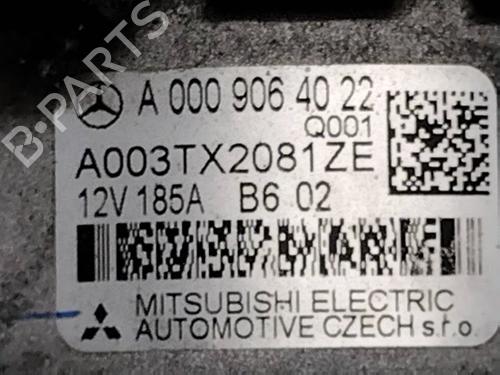 B-PARTS
A 000 906 40 22
Q001
A003TX2081ZE
12V 185A B6 02
MITSUBISHI ELECTRIC
AUTOMOTIVE CZECH s.r.o.